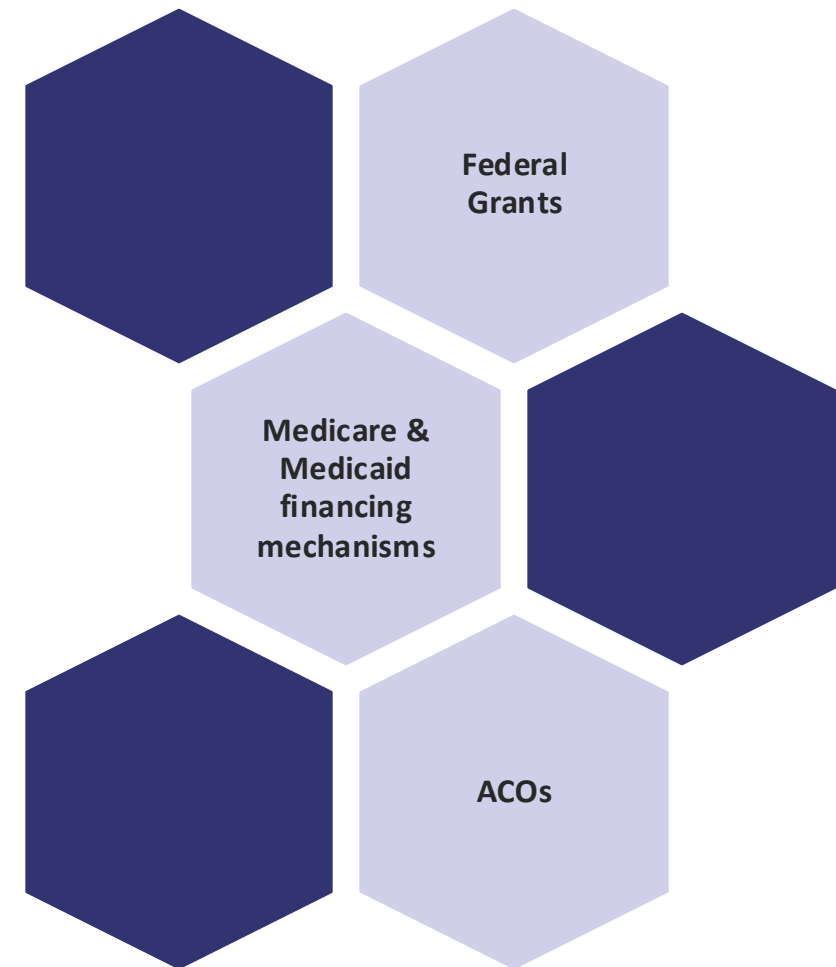 Federal
Grants
Medicare &
Medicaid
financing
mechanisms
ACOs